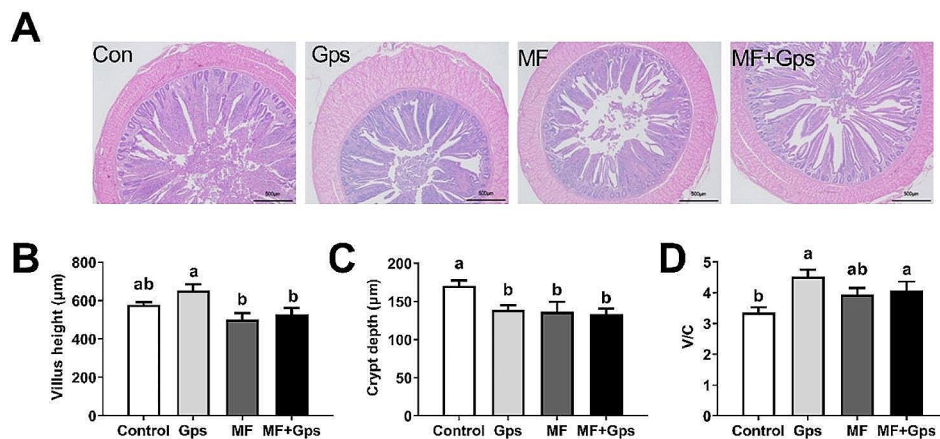 A
Con
Gps
MF
MF+Gps
500μm
500μm
500μm
500μm
B
Villus height (μm)
800
600
400
200
0
ab
a
b
b
Control Gps MF MF+Gps
C
Crypt depth (μm)
200
150
100
50
0
a
b
b
b
Control Gps MF MF+Gps
D
V/C
5
4
3
2
1
0
b
a
ab
a
Control Gps MF MF+Gps